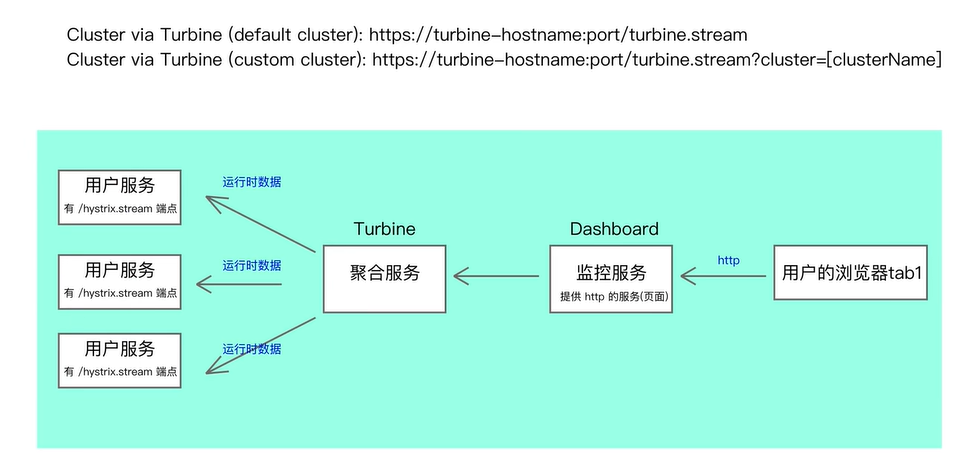 Cluster via Turbine (default cluster): https://turbine-hostname:port/turbine.stream
Cluster via Turbine (custom cluster): https://turbine-hostname:port/turbine.stream?cluster=[clusterName]
用户服务
有 /hystrix.stream 端点
运行时数据
用户服务
有 /hystrix.stream 端点
运行时数据
用户服务
有 /hystrix.stream 端点
运行时数据
Turbine
聚合服务
Dashboard
监控服务
提供 http 的服务(页面)
http
用户的浏览器tab1